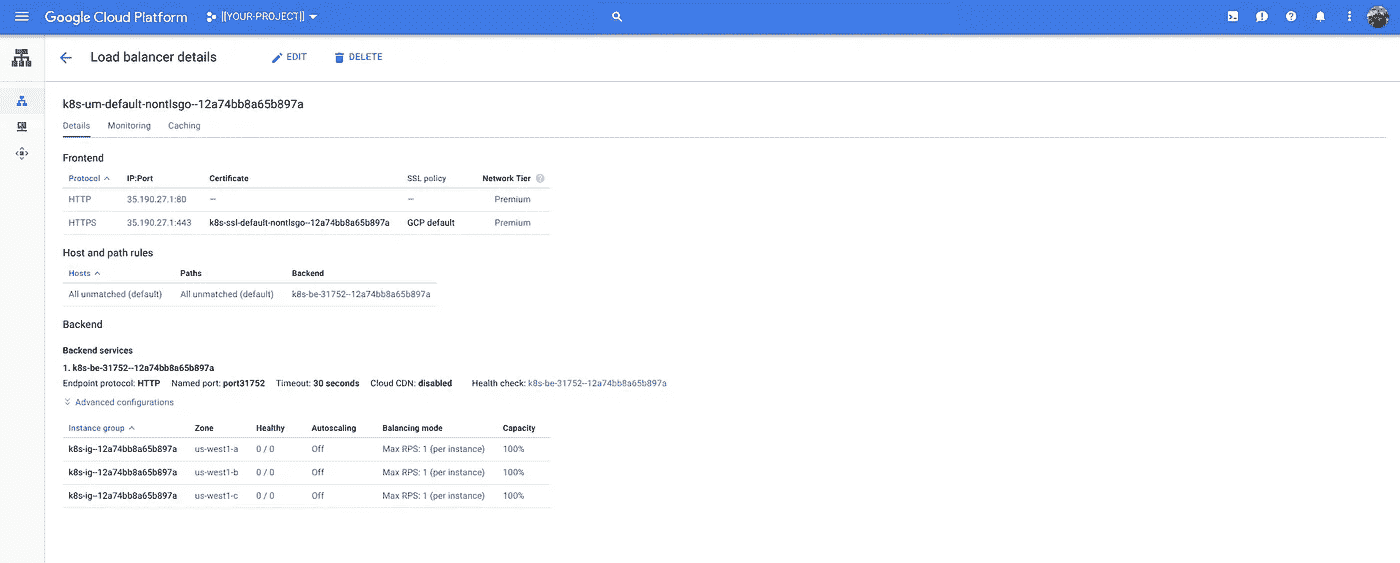 Google Cloud Platform |[YOUR-PROJECT]|
Load balancer details EDIT DELETE
k8s-um-default-nontlsgo--12a74bb8a65b897a
Details Monitoring Caching
Frontend
Protocol IP:Port Certificate SSL policy Network Tier
HTTP 35.190.27.1:80 — — Premium
HTTPS 35.190.27.1:443 k8s-ssl-default-nontlsgo--12a74bb8a65b897a GCP default Premium
Host and path rules
Hosts Paths Backend
All unmatched (default) All unmatched (default) k8s-be-31752--12a74bb8a65b897a
Backend
Backend services
1. k8s-be-31752--12a74bb8a65b897a
Endpoint protocol: HTTP Named port: port31752 Timeout: 30 seconds Cloud CDN: disabled Health check: k8s-be-31752--12a74bb8a65b897a
Advanced configurations
Instance group Zone Healthy Autoscaling Balancing mode Capacity
k8s-ig--12a74bb8a65b897a us-west1-a 0 / 0 Off Max RPS: 1 (per instance) 100%
k8s-ig--12a74bb8a65b897a us-west1-b 0 / 0 Off Max RPS: 1 (per instance) 100%
k8s-ig--12a74bb8a65b897a us-west1-c 0 / 0 Off Max RPS: 1 (per instance) 100%